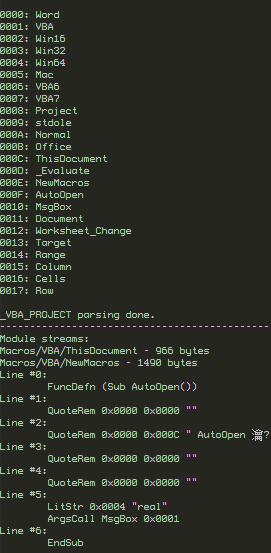 0000: Word
0001: VBA
0002: Win16
0003: Win32
0004: Win64
0005: Mac
0006: VBA6
0007: VBA7
0008: Project
0009: stdole
000A: Normal
000B: Office
000C: ThisDocument
000D: _Evaluate
000E: NewMacros
000F: AutoOpen
0010: MsgBox
0011: Document
0012: Worksheet_Change
0013: Target
0014: Range
0015: Column
0016: Cells
0017: Row
_VBA_PROJECT parsing done.
-----------------------------------------
Module streams:
Macros/VBA/ThisDocument - 966 bytes
Macros/VBA/NewMacros - 1490 bytes
Line #0:
FuncDefn (Sub AutoOpen())
Line #1:
QuoteRem 0x0000 0x0000 ""
Line #2:
QuoteRem 0x0000 0x000C " AutoOpen
Line #3:
QuoteRem 0x0000 0x0000 ""
Line #4:
QuoteRem 0x0000 0x0000 ""
Line #5:
LitStr 0x0004 "real"
ArgsCall MsgBox 0x0001
Line #6:
EndSub